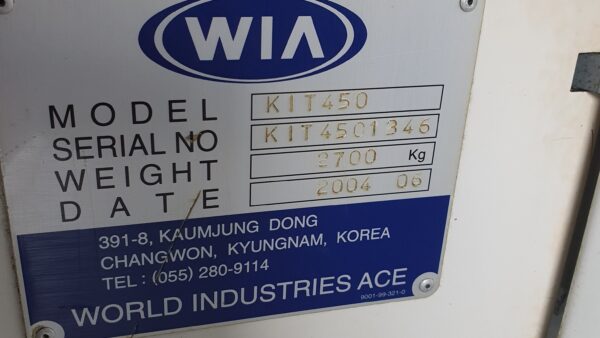 WIA
MODEL KIT450
SERIAL NO KIT4501346
WEIGHT 2700 Kg
DATE 2004 06
391-8, KAUMJUNG DONG
CHANGWON, KYUNGNAM, KOREA
TEL : (055) 280-9114
WORLD INDUSTRIES ACE
9001-99-321-0